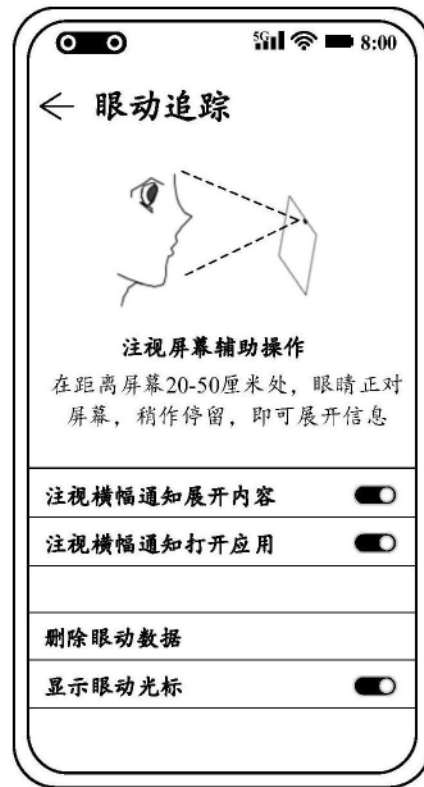 5G 8:00
眼动追踪
注视屏幕辅助操作
在距离屏幕20-50厘米处，眼睛正对
屏幕，稍作停留，即可展开信息
注视横幅通知展开内容
注视横幅通知打开应用
删除眼动数据
显示眼动光标